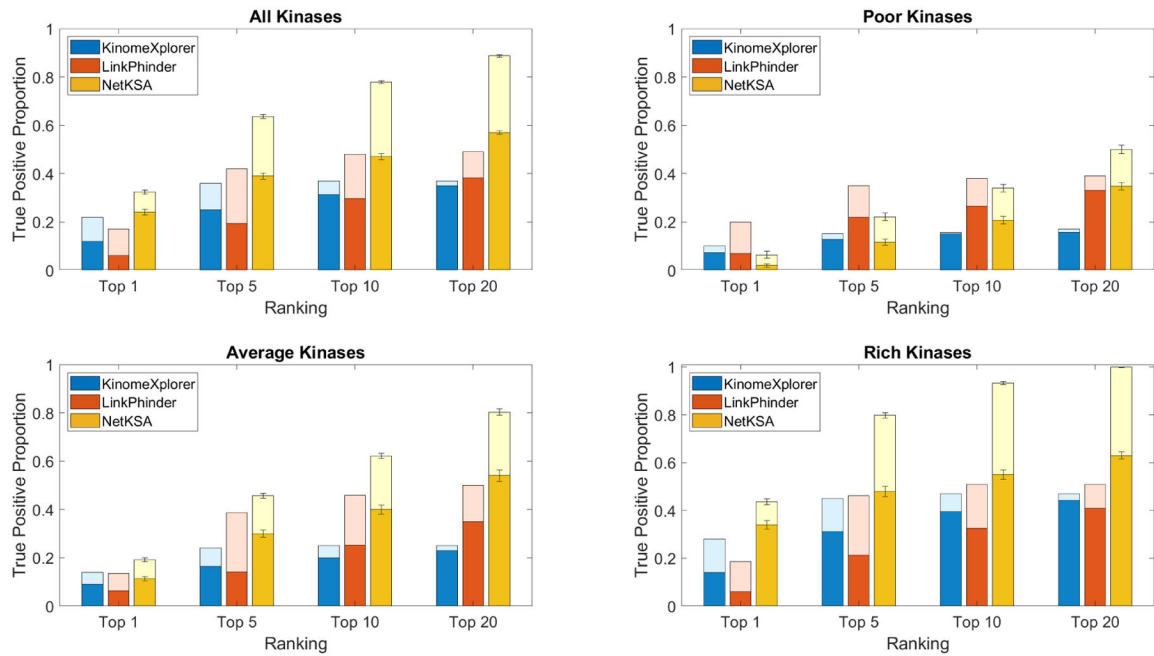 All Kinases
1
0.8
0.6
0.4
0.2
0
True Positive Proportion
KinomeXplorer
LinkPhinder
NetKSA
Top 1 Top 5 Top 10 Top 20
Ranking
Poor Kinases
1
0.8
0.6
0.4
0.2
0
True Positive Proportion
KinomeXplorer
LinkPhinder
NetKSA
Top 1 Top 5 Top 10 Top 20
Ranking
Average Kinases
1
0.8
0.6
0.4
0.2
0
True Positive Proportion
KinomeXplorer
LinkPhinder
NetKSA
Top 1 Top 5 Top 10 Top 20
Ranking
Rich Kinases
1
0.8
0.6
0.4
0.2
0
True Positive Proportion
KinomeXplorer
LinkPhinder
NetKSA
Top 1 Top 5 Top 10 Top 20
Ranking